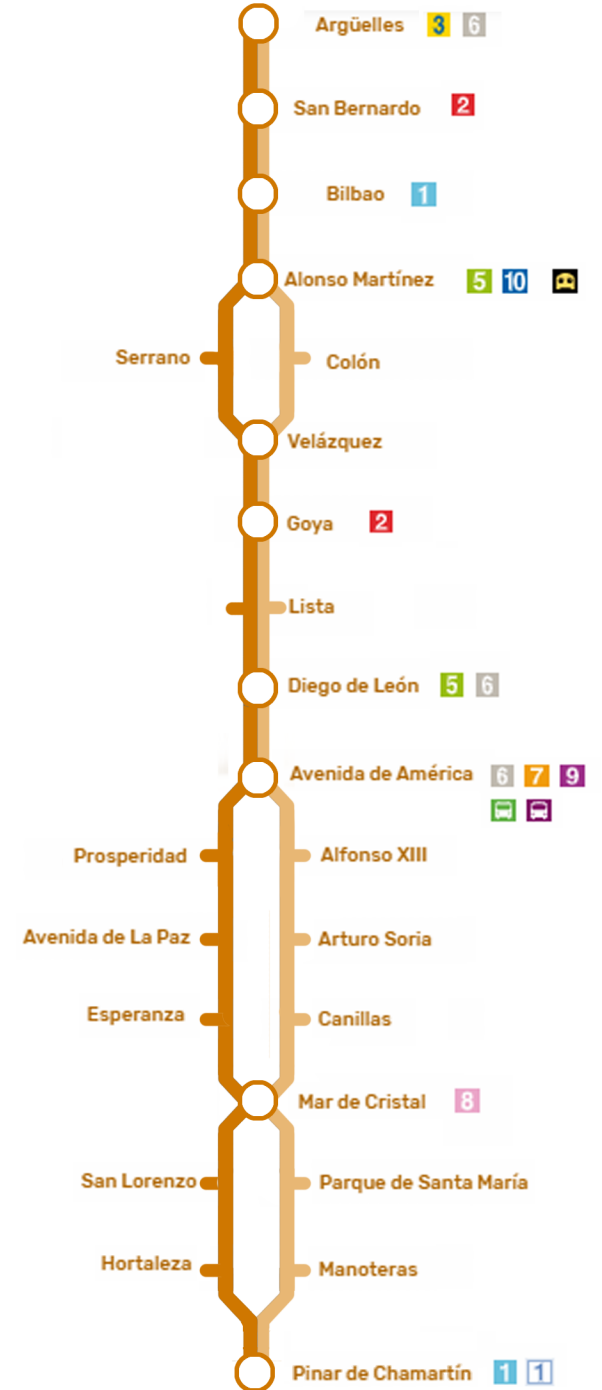 Argüelles 3 6
San Bernardo 2
Bilbao 1
Alonso Martínez 5 10
Serrano
Colón
Velázquez
Goya 2
Lista
Diego de León 5 6
Avenida de América 6 7 9
Prosperidad
Alfonso XIII
Avenida de La Paz
Arturo Soria
Esperanza
Canillas
Mar de Cristal 8
San Lorenzo
Parque de Santa María
Hortaleza
Manoteras
Pinar de Chamartín 1 1